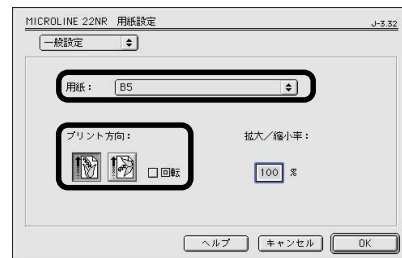 MICROLINE 22NR 用紙設定 J-3.32
一般設定
用紙： B5
プリント方向： 拡大／縮小率：
回転 100 %
ヘルプ キャンセル OK